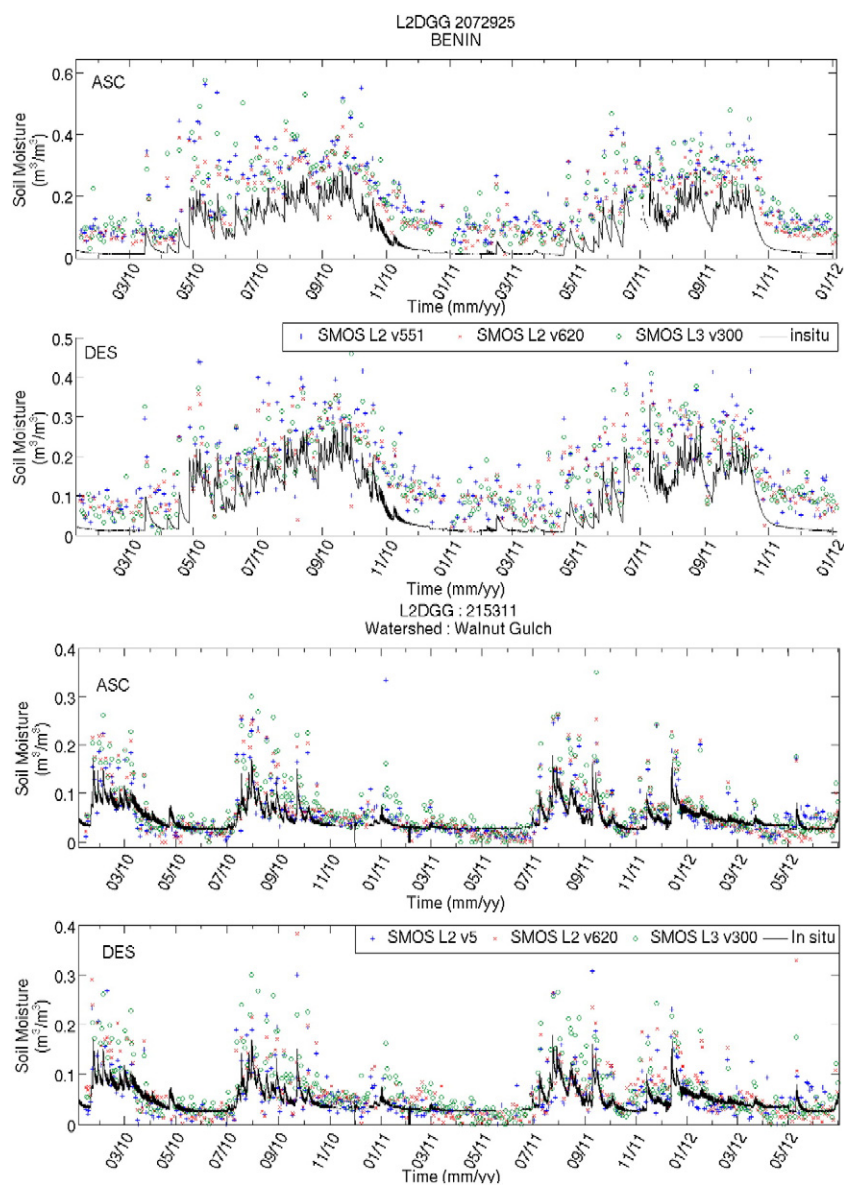 L2DGG 2072925
BENIN
ASC
0.6
0.4
0.2
0
Soil Moisture
(m³/m³)
03/10 05/10 07/10 09/10 11/10 01/11 03/11 05/11 07/11 09/11 11/11 01/12
Time (mm/yy)
SMOS L2 v551 SMOS L2 v620 SMOS L3 v300 insitu
DES
0.5
0.4
0.3
0.2
0.1
0
Soil Moisture
(m³/m³)
03/10 05/10 07/10 09/10 11/10 01/11 03/11 05/11 07/11 09/11 11/11 01/12
Time (mm/yy)
L2DGG : 215311
Watershed : Walnut Gulch
ASC
0.4
0.3
0.2
0.1
0
Soil Moisture
(m³/m³)
03/10 05/10 07/10 09/10 11/10 01/11 03/11 05/11 07/11 09/11 11/11 01/12 03/12 05/12
Time (mm/yy)
SMOS L2 v5 SMOS L2 v620 SMOS L3 v300 In situ
DES
0.4
0.3
0.2
0.1
0
Soil Moisture
(m³/m³)
03/10 05/10 07/10 09/10 11/10 01/11 03/11 05/11 07/11 09/11 11/11 01/12 03/12 05/12
Time (mm/yy)